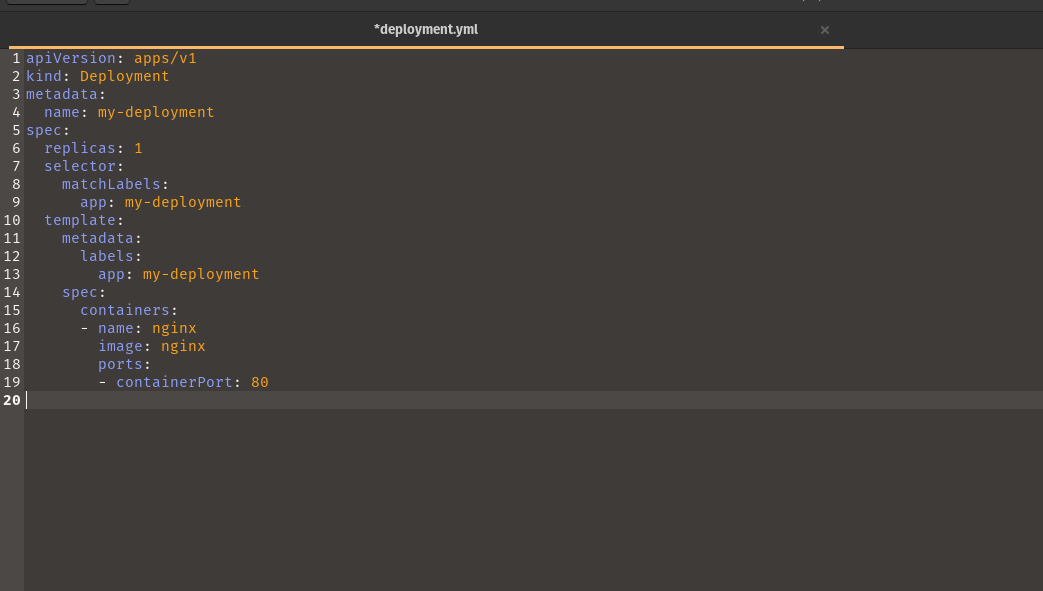 *deployment.yml ×
1 apiVersion: apps/v1
2 kind: Deployment
3 metadata:
4   name: my-deployment
5 spec:
6   replicas: 1
7   selector:
8     matchLabels:
9       app: my-deployment
10   template:
11     metadata:
12       labels:
13         app: my-deployment
14     spec:
15       containers:
16       - name: nginx
17         image: nginx
18         ports:
19         - containerPort: 80
20